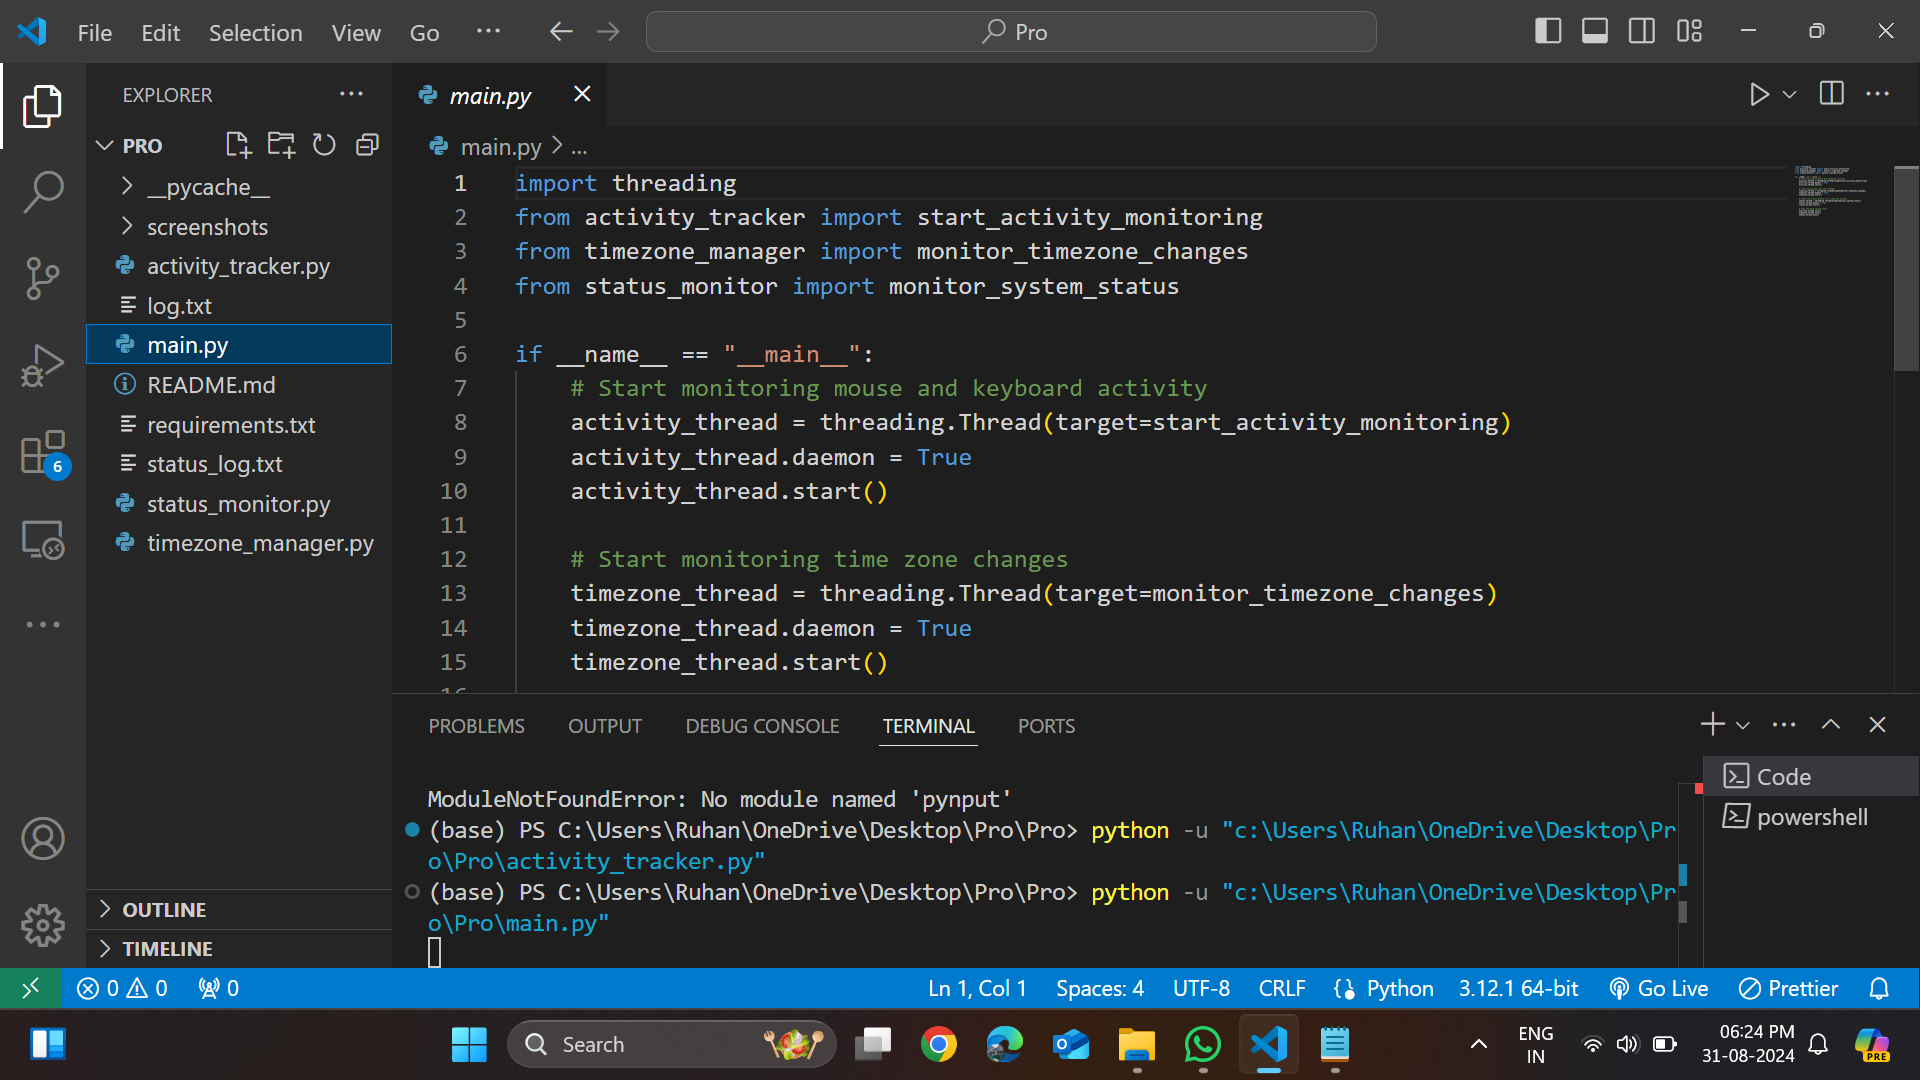 File Edit Selection View Go ... Pro
EXPLORER ...
PRO
__pycache__
screenshots
activity_tracker.py
log.txt
main.py
README.md
requirements.txt
status_log.txt
status_monitor.py
timezone_manager.py
OUTLINE
TIMELINE
6
main.py
main.py > ...
1 import threading
2 from activity_tracker import start_activity_monitoring
3 from timezone_manager import monitor_timezone_changes
4 from status_monitor import monitor_system_status
5
6 if __name__ == "__main__":
7 # Start monitoring mouse and keyboard activity
8 activity_thread = threading.Thread(target=start_activity_monitoring)
9 activity_thread.daemon = True
10 activity_thread.start()
11
12 # Start monitoring time zone changes
13 timezone_thread = threading.Thread(target=monitor_timezone_changes)
14 timezone_thread.daemon = True
15 timezone_thread.start()
16
PROBLEMS OUTPUT DEBUG CONSOLE TERMINAL PORTS
ModuleNotFoundError: No module named 'pynput'
(base) PS C:\Users\Ruhan\OneDrive\Desktop\Pro\Pro> python -u "c:\Users\Ruhan\OneDrive\Desktop\Pr
o\Pro\activity_tracker.py"
(base) PS C:\Users\Ruhan\OneDrive\Desktop\Pro\Pro> python -u "c:\Users\Ruhan\OneDrive\Desktop\Pr
o\Pro\main.py"
Code
powershell
0 0 0 Ln 1, Col 1 Spaces: 4 UTF-8 CRLF Python 3.12.1 64-bit Go Live Prettier
Search
ENG
IN
06:24 PM
31-08-2024
PRE